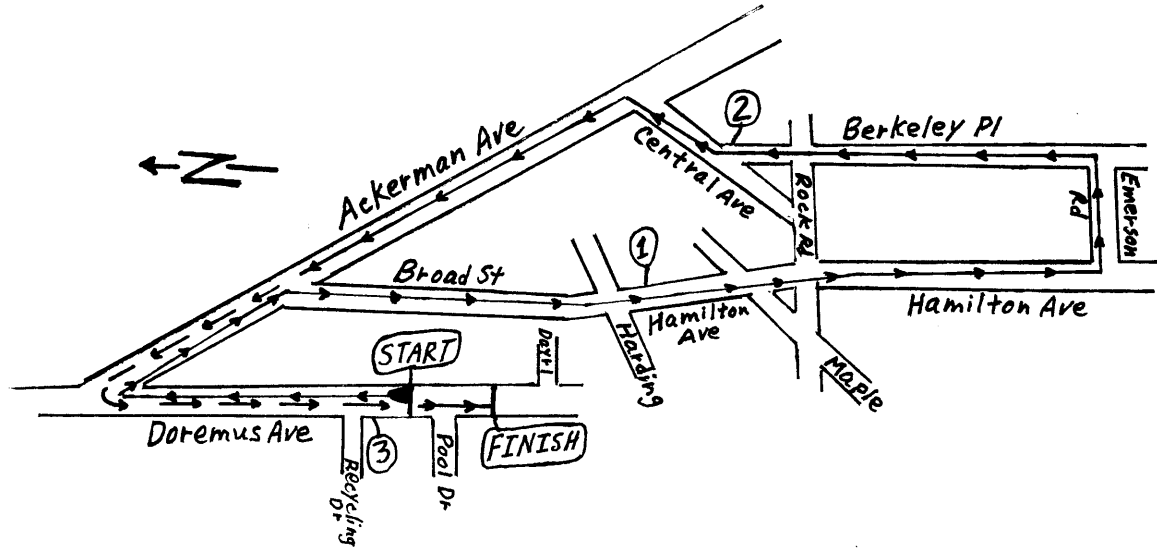 2
Berkeley Pl
Ackerman Ave
Central Ave
N
Rock Rd
Rd
Emerson
1
Broad St
Hamilton
Ave
Hamilton Ave
Harding
Maple
START
Doremus Ave
3
FINISH
Recycling
Dr
Pool Dr